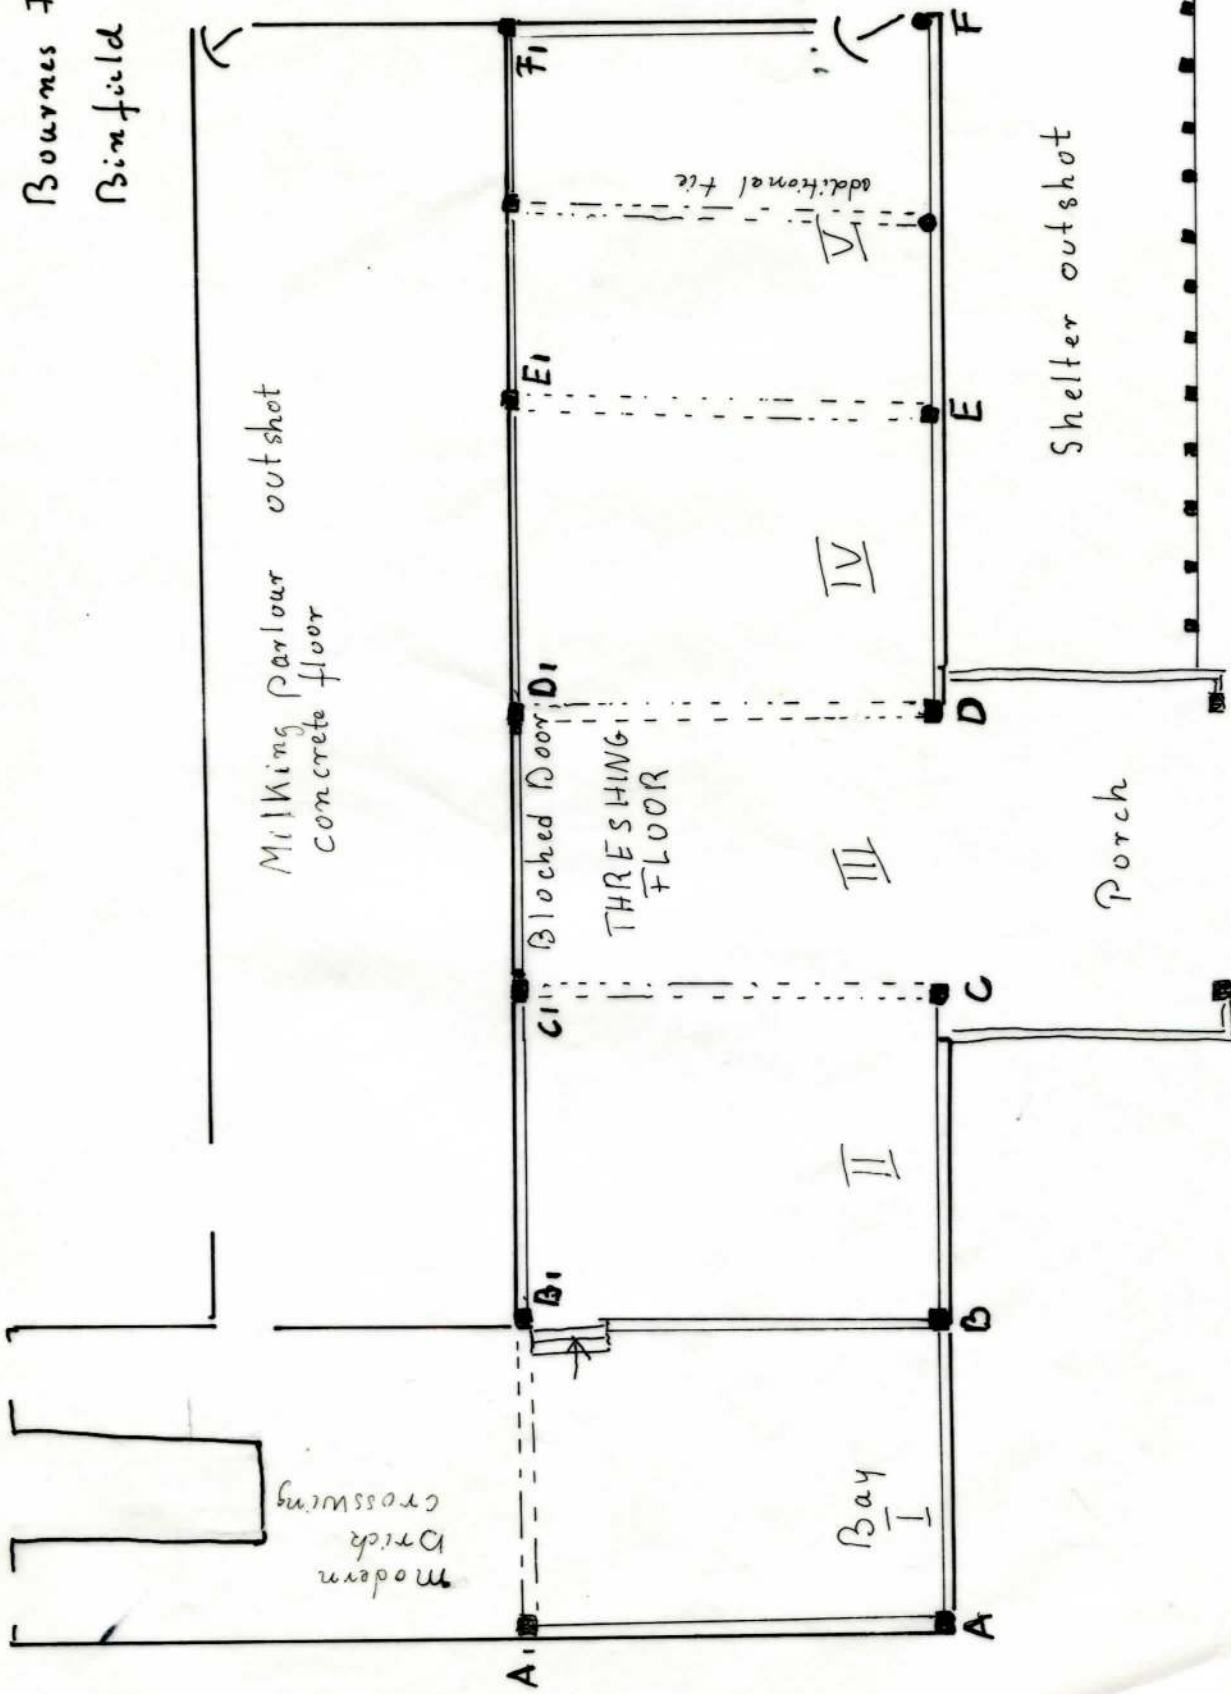 Bournes
Binfield
Milking Parlour outshot
concrete floor
modern
brick
crosswing
A1
B1
C1
Bloched Door
D1
E1
F1
THRESHING
FLOOR
additional tie
Bay
I
II
III
IV
V
A
B
C
D
E
F
Porch
Shelter outshot